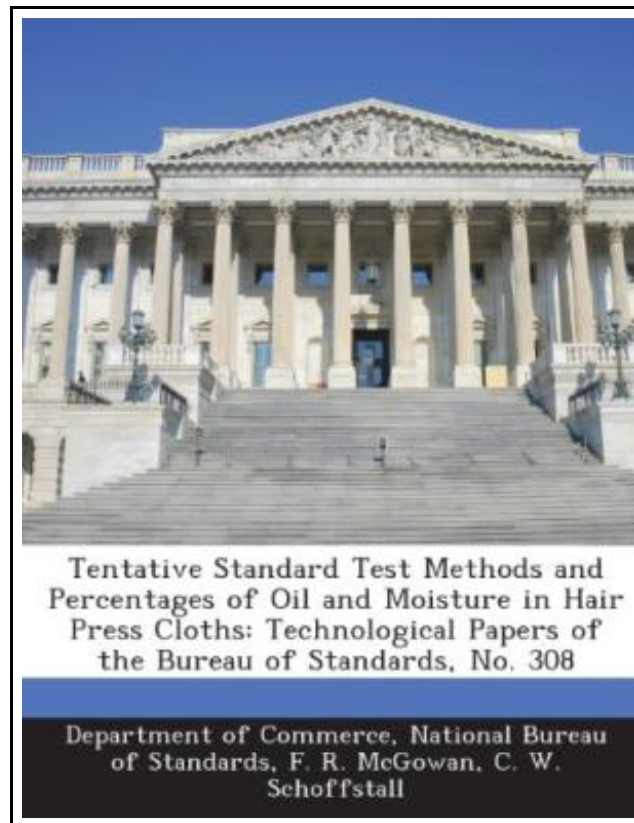 Tentative Standard Test Methods and
Percentages of Oil and Moisture in Hair
Press Cloths: Technological Papers of
the Bureau of Standards, No. 308
Department of Commerce, National Bureau
of Standards, F. R. McGowan, C. W.
Schoffstall